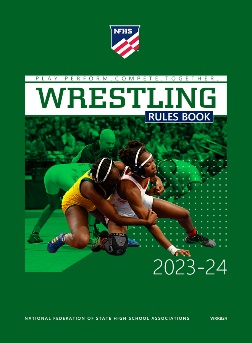 NFHS
PLAY PERFORM COMPETE TOGETHER
WRESTLING
RULES BOOK
2023-24
NATIONAL FEDERATION OF STATE HIGH SCHOOL ASSOCIATIONS